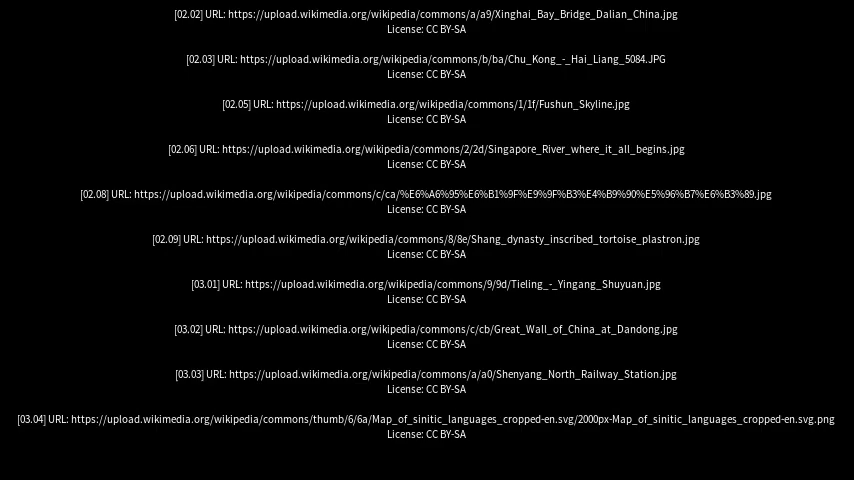 [02.02] URL: https://upload.wikimedia.org/wikipedia/commons/a/a9/Xinghai_Bay_Bridge_Dalian_China.jpg
License: CC BY-SA
[02.03] URL: https://upload.wikimedia.org/wikipedia/commons/b/ba/Chu_Kong_-_Hai_Liang_5084.JPG
License: CC BY-SA
[02.05] URL: https://upload.wikimedia.org/wikipedia/commons/1/1f/Fushun_Skyline.jpg
License: CC BY-SA
[02.06] URL: https://upload.wikimedia.org/wikipedia/commons/2/2d/Singapore_River_where_it_all_begins.jpg
License: CC BY-SA
[02.08] URL: https://upload.wikimedia.org/wikipedia/commons/c/ca/%E6%A6%95%E6%B1%9F%E9%9F%B3%E4%B9%90%E5%96%B7%E6%B3%89.jpg
License: CC BY-SA
[02.09] URL: https://upload.wikimedia.org/wikipedia/commons/8/8e/Shang_dynasty_inscribed_tortoise_plastron.jpg
License: CC BY-SA
[03.01] URL: https://upload.wikimedia.org/wikipedia/commons/9/9d/Tieling_-_Yingang_Shuyuan.jpg
License: CC BY-SA
[03.02] URL: https://upload.wikimedia.org/wikipedia/commons/c/cb/Great_Wall_of_China_at_Dandong.jpg
License: CC BY-SA
[03.03] URL: https://upload.wikimedia.org/wikipedia/commons/a/a0/Shenyang_North_Railway_Station.jpg
License: CC BY-SA
[03.04] URL: https://upload.wikimedia.org/wikipedia/commons/thumb/6/6a/Map_of_sinitic_languages_cropped-en.svg/2000px-Map_of_sinitic_languages_cropped-en.svg.png
License: CC BY-SA